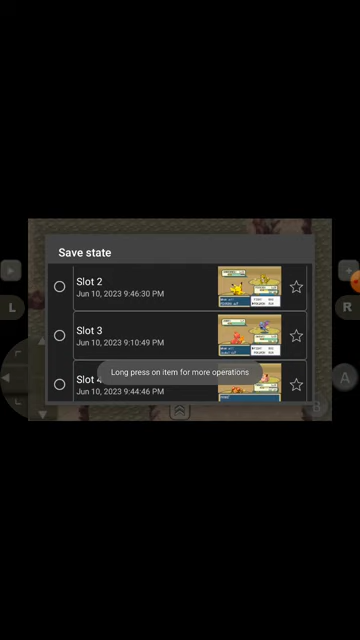 Save state
Slot 2
Jun 10, 2023 9:46:30 PM
Slot 3
Jun 10, 2023 9:10:49 PM
Long press on item for more operations
Slot 4
Jun 10, 2023 9:44:46 PM
L
R
A
B